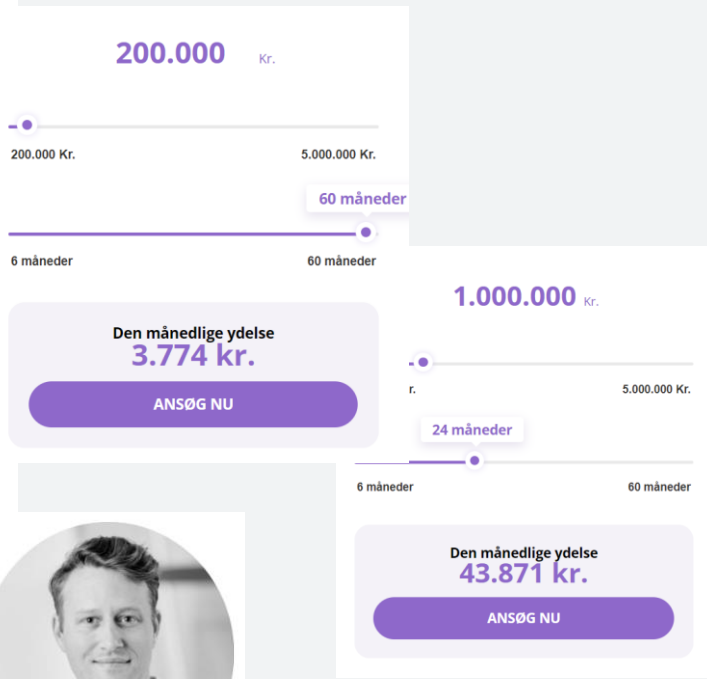 200.000 Kr.
200.000 Kr. 5.000.000 Kr.
60 måneder
6 måneder 60 måneder
Den månedlige ydelse
3.774 kr.
ANSØG NU
1.000.000 Kr.
r. 5.000.000 Kr.
24 måneder
6 måneder 60 måneder
Den månedlige ydelse
43.871 kr.
ANSØG NU